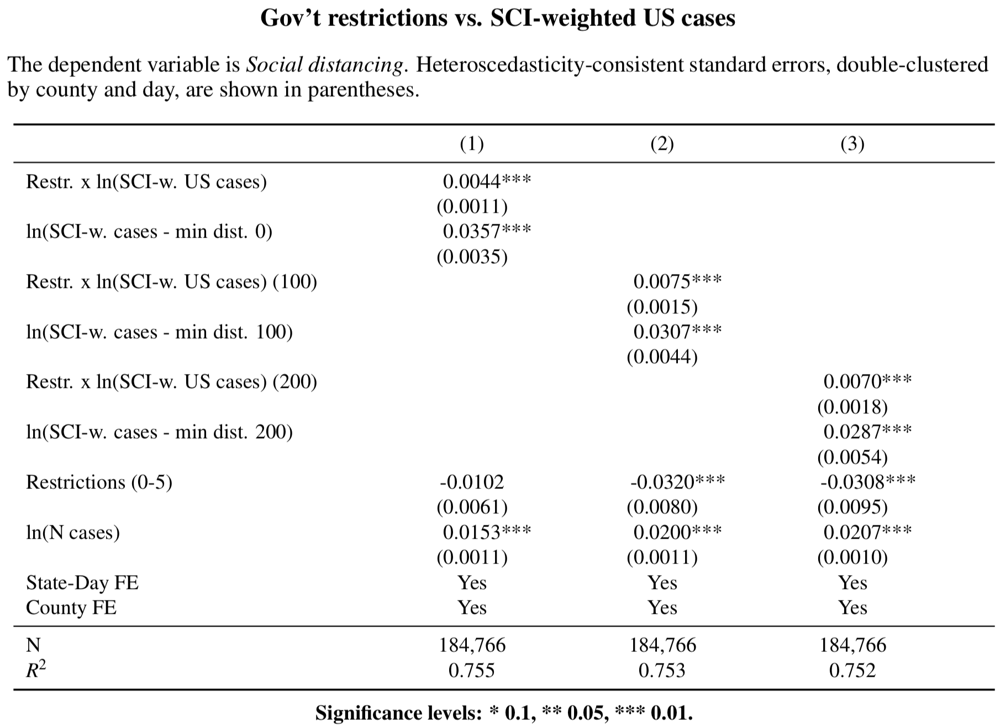 Gov't restrictions vs. SCI-weighted US cases
The dependent variable is Social distancing. Heteroscedasticity-consistent standard errors, double-clustered
by county and day, are shown in parentheses.
(1) (2) (3)
Restr. x ln(SCI-w. US cases) 0.0044***
(0.0011)
ln(SCI-w. cases - min dist. 0) 0.0357***
(0.0035)
Restr. x ln(SCI-w. US cases) (100) 0.0075***
(0.0015)
ln(SCI-w. cases - min dist. 100) 0.0307***
(0.0044)
Restr. x ln(SCI-w. US cases) (200) 0.0070***
(0.0018)
ln(SCI-w. cases - min dist. 200) 0.0287***
(0.0054)
Restrictions (0-5) -0.0102 -0.0320*** -0.0308***
(0.0061) (0.0080) (0.0095)
ln(N cases) 0.0153*** 0.0200*** 0.0207***
(0.0011) (0.0011) (0.0010)
State-Day FE Yes Yes Yes
County FE Yes Yes Yes
N 184,766 184,766 184,766
R² 0.755 0.753 0.752
Significance levels: * 0.1, ** 0.05, *** 0.01.